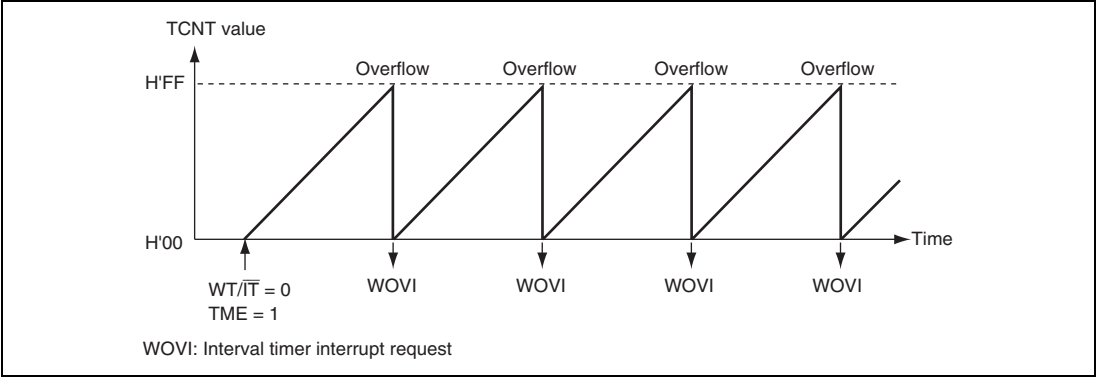 TCNT value
H'FF
Overflow Overflow Overflow Overflow
H'00
Time
WT/I̅T̅ = 0
TME = 1
WOVI WOVI WOVI WOVI
WOVI: Interval timer interrupt request